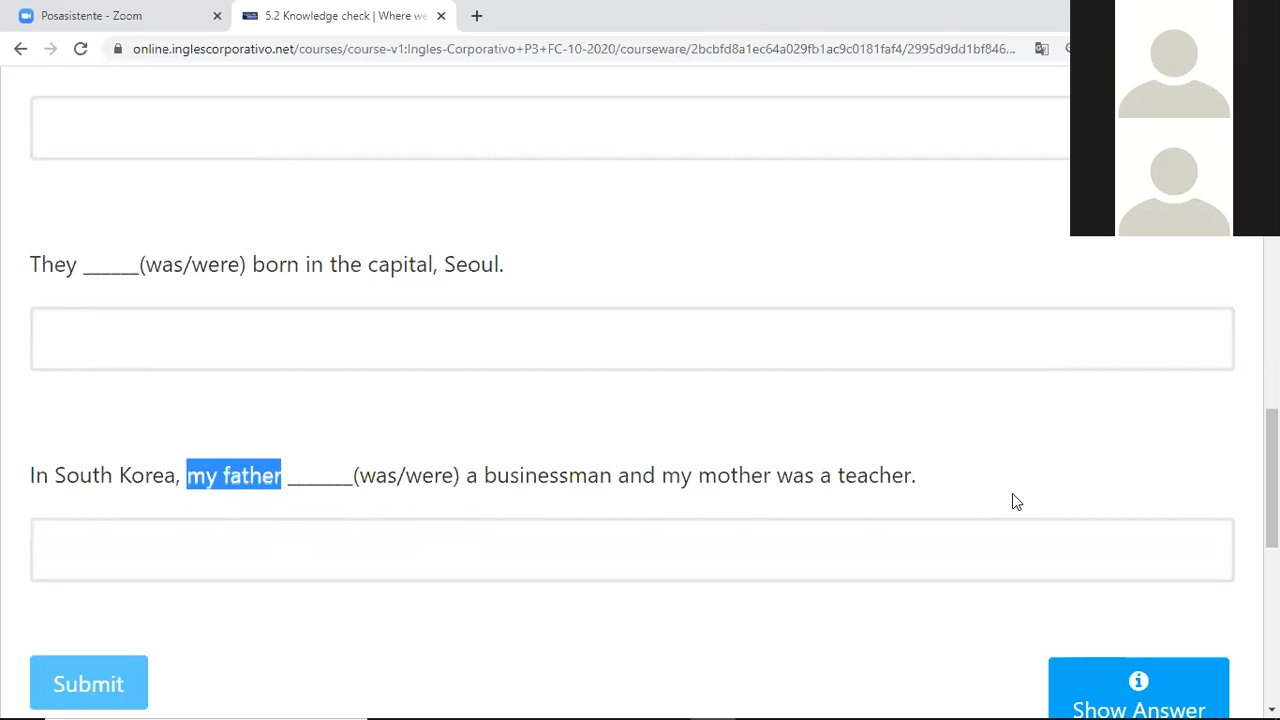 Posasistente - Zoom
5.2 Knowledge check | Where we
online.inglescorporativo.net/courses/course-v1:Ingles-Corporativo+P3+FC-10-2020/courseware/2bcbfd8a1ec64a029fb1ac9c0181faf4/2995d9dd1bf846...
They ______(was/were) born in the capital, Seoul.
In South Korea, my father _______(was/were) a businessman and my mother was a teacher.
Submit
Show Answer